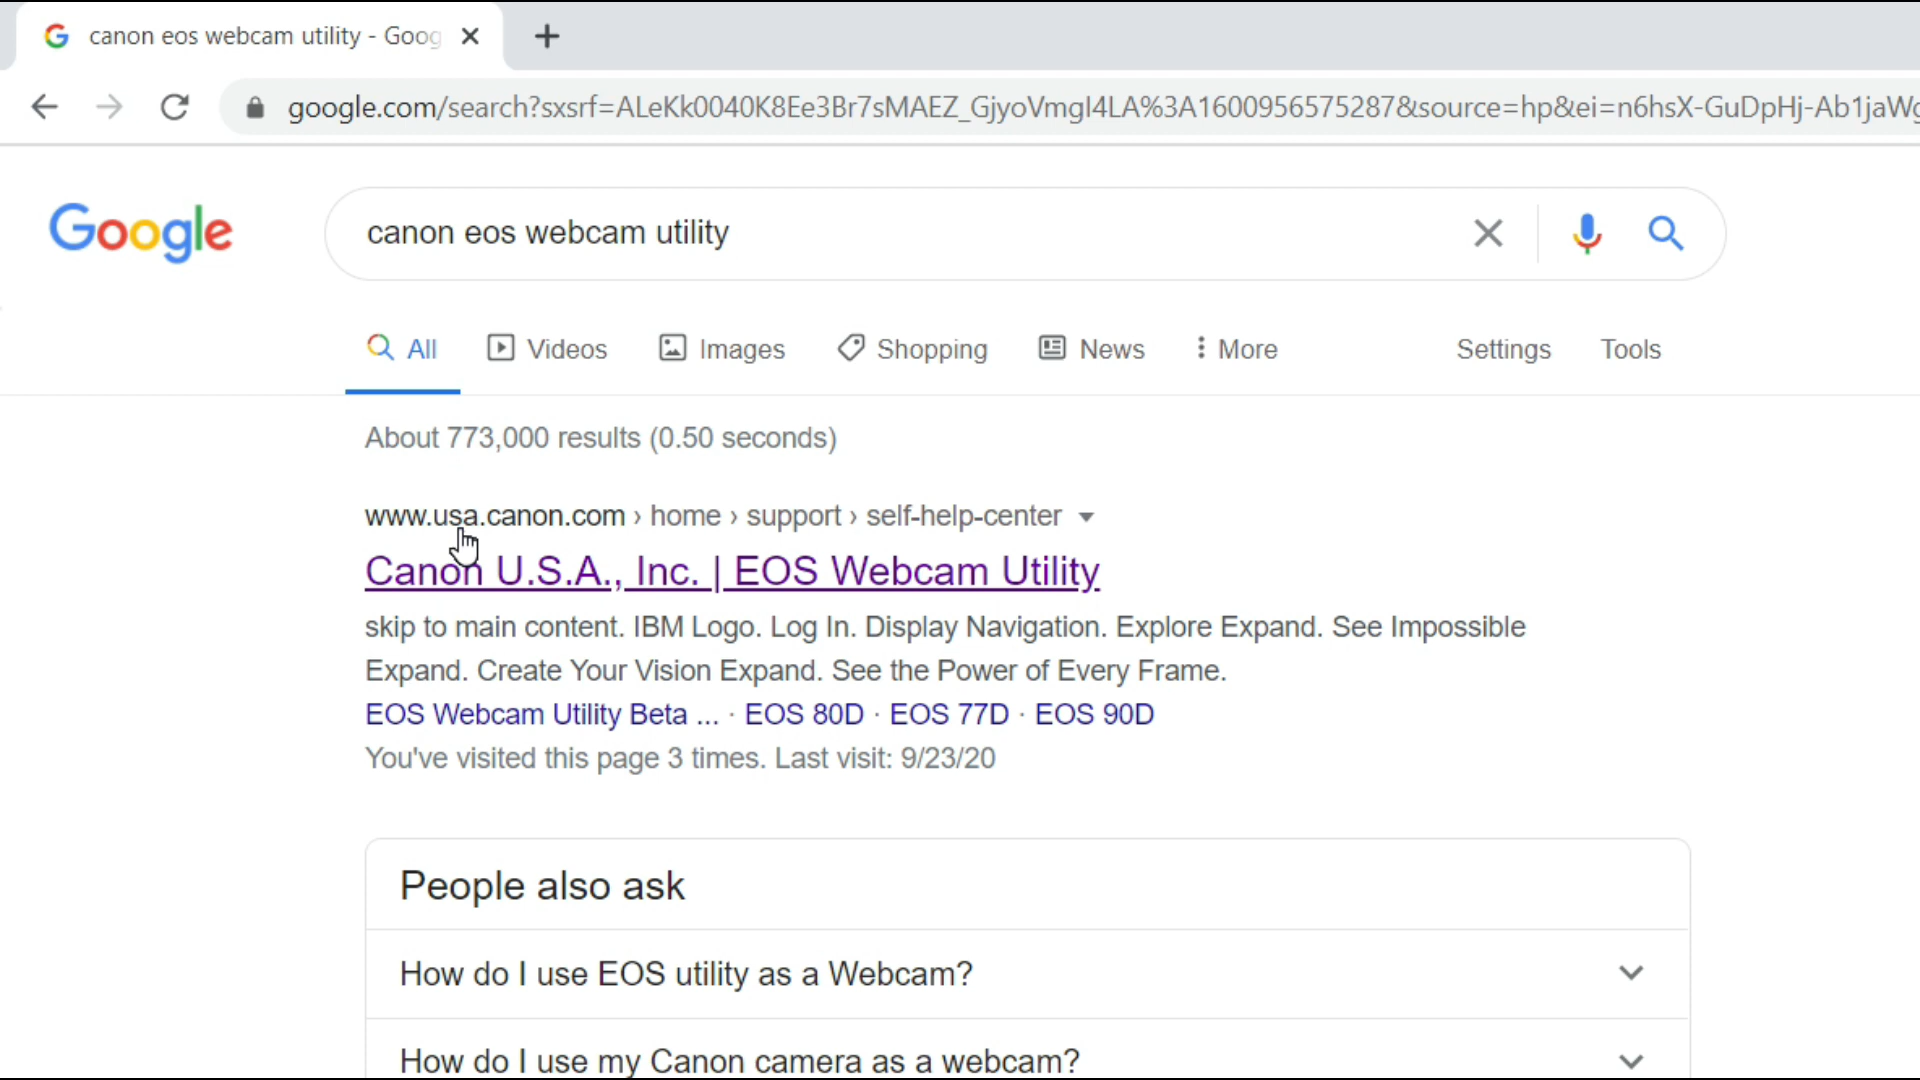 canon eos webcam utility - Goog
google.com/search?sxsrf=ALeKk0040K8Ee3Br7sMAEZ_GjyoVmgI4LA%3A1600956575287&source=hp&ei=n6hsX-GuDpHj-Ab1jaWg
Google
canon eos webcam utility
All Videos Images Shopping News More Settings Tools
About 773,000 results (0.50 seconds)
www.usa.canon.com › home › support › self-help-center
Canon U.S.A., Inc. | EOS Webcam Utility
skip to main content. IBM Logo. Log In. Display Navigation. Explore Expand. See Impossible
Expand. Create Your Vision Expand. See the Power of Every Frame.
EOS Webcam Utility Beta ... · EOS 80D · EOS 77D · EOS 90D
You've visited this page 3 times. Last visit: 9/23/20
People also ask
How do I use EOS utility as a Webcam?
How do I use my Canon camera as a webcam?